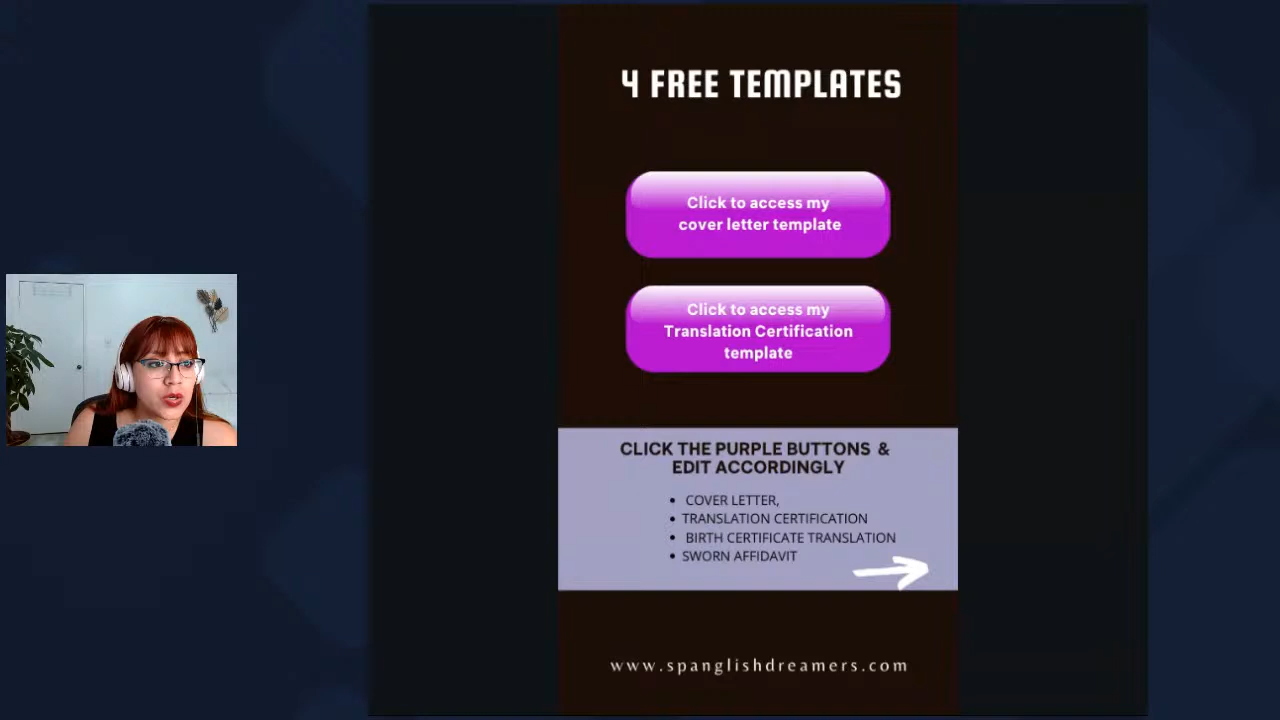 4 FREE TEMPLATES
Click to access my
cover letter template
Click to access my
Translation Certification
template
CLICK THE PURPLE BUTTONS &
EDIT ACCORDINGLY
• COVER LETTER,
• TRANSLATION CERTIFICATION
• BIRTH CERTIFICATE TRANSLATION
• SWORN AFFIDAVIT
www.spanglishdreamers.com